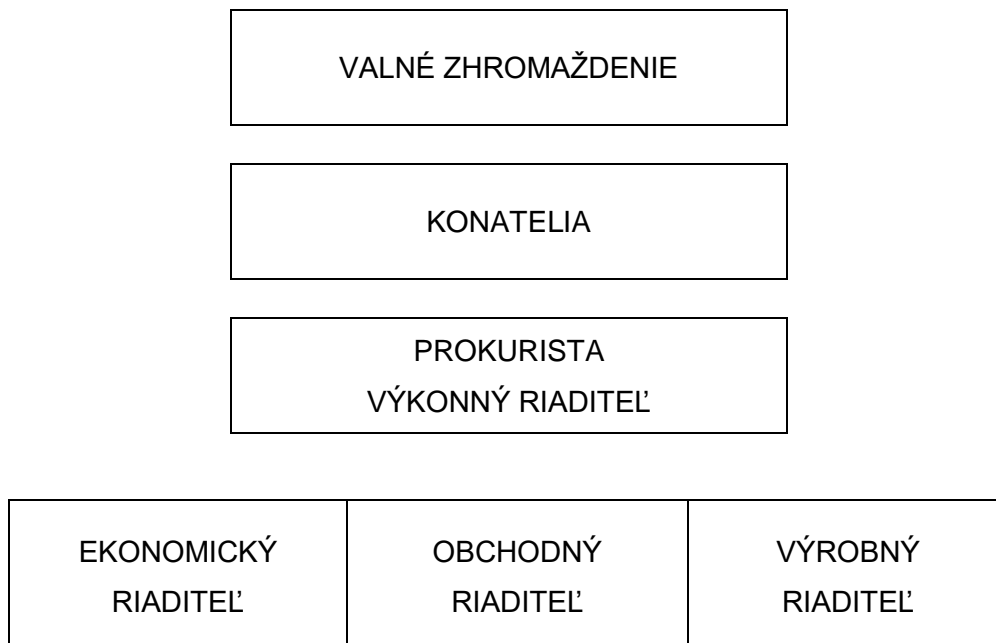 VALNÉ ZHROMAŽDENIE
KONATELIA
PROKURISTA
VÝKONNÝ RIADITEĽ
EKONOMICKÝ
RIADITEĽ
OBCHODNÝ
RIADITEĽ
VÝROBNÝ
RIADITEĽ